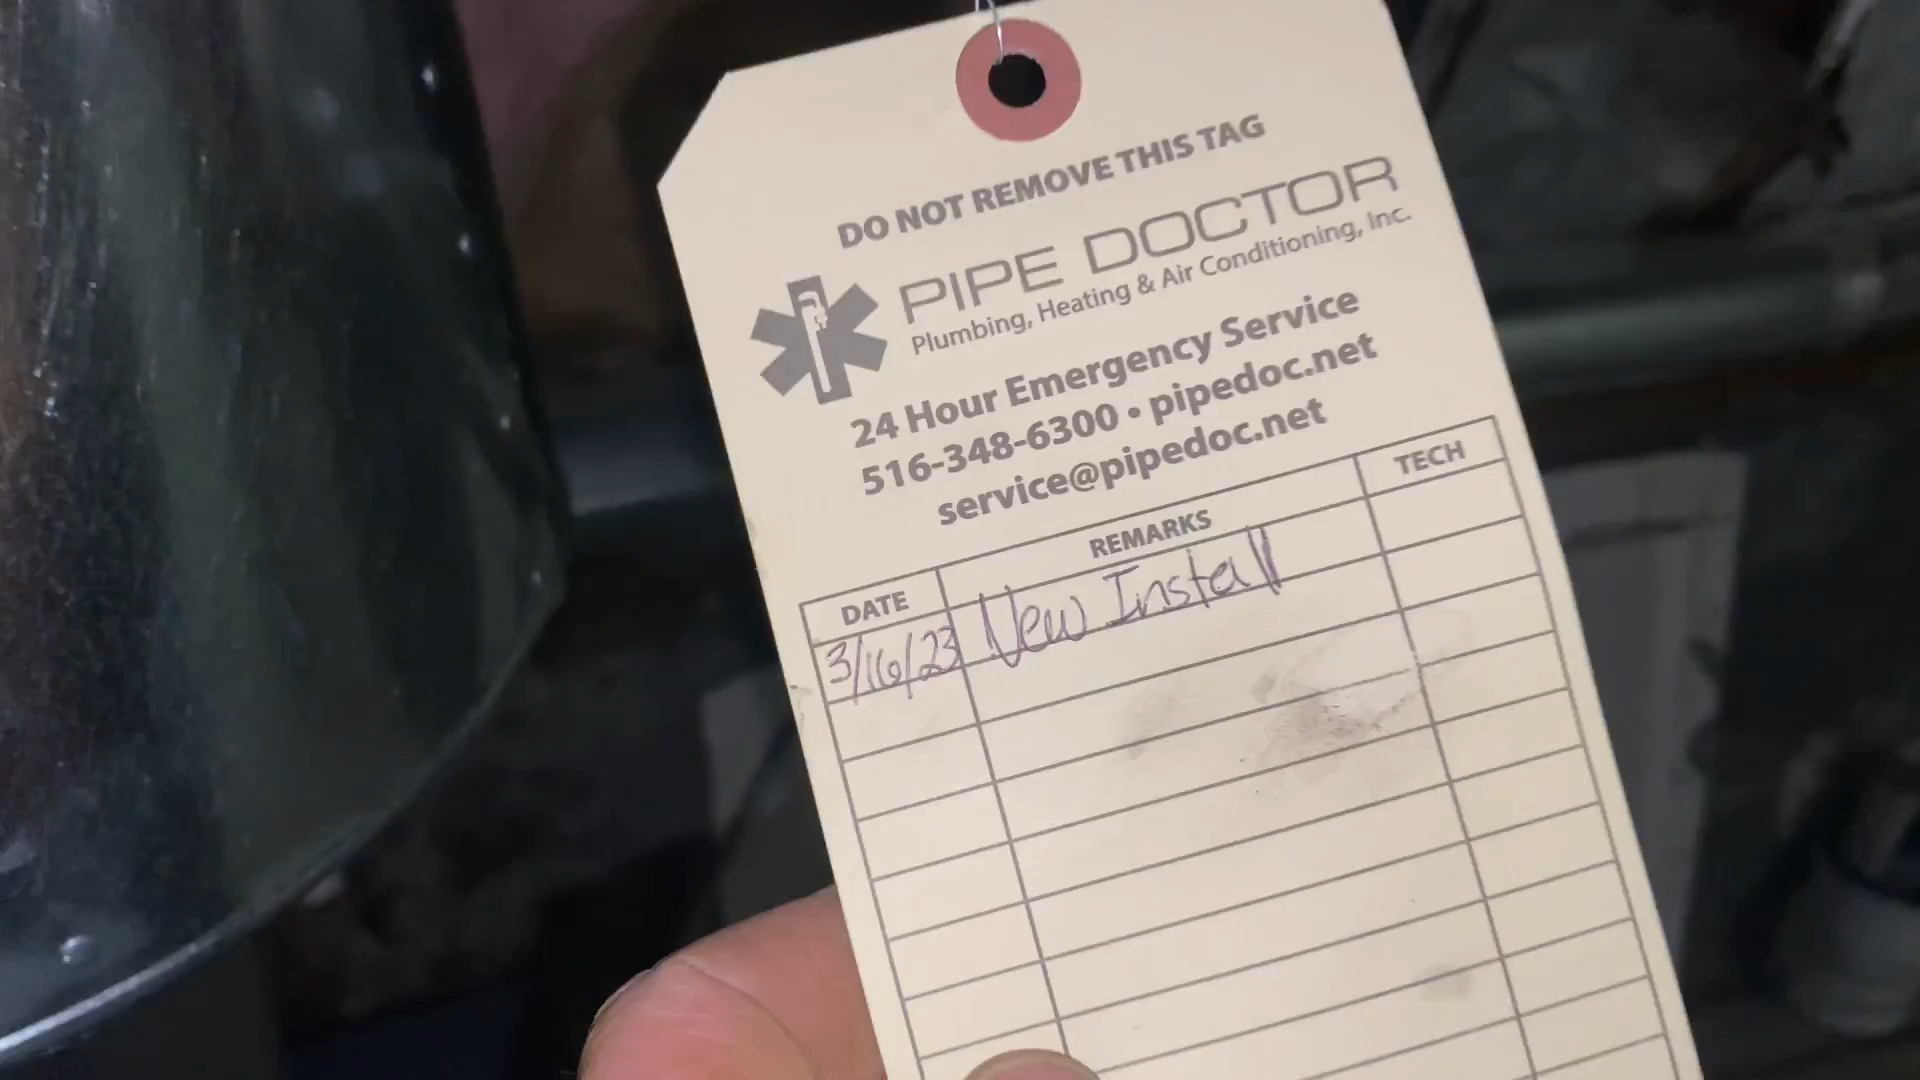 DO NOT REMOVE THIS TAG
PIPE DOCTOR
Plumbing, Heating & Air Conditioning, Inc.
24 Hour Emergency Service
516-348-6300 • pipedoc.net
service@pipedoc.net
DATE REMARKS TECH
3/16/23 New Install